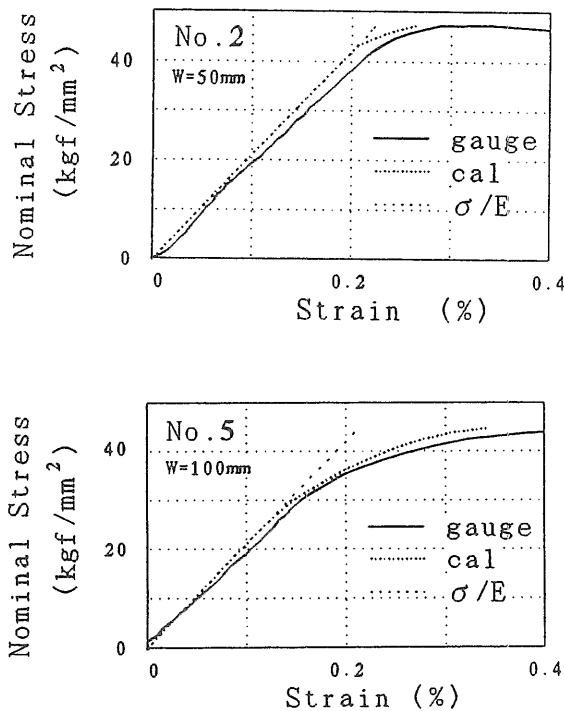 No.2
W=50mm
Nominal Stress
(kgf/mm²)
40
20
0
gauge
cal
σ/E
0
0.2
0.4
Strain (%)
No.5
W=100mm
Nominal Stress
(kgf/mm²)
40
20
0
gauge
cal
σ/E
0
0.2
0.4
Strain (%)